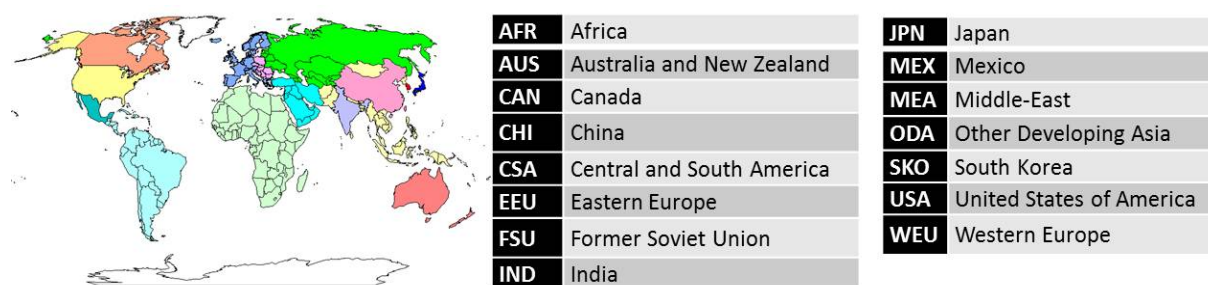 AFR Africa
AUS Australia and New Zealand
CAN Canada
CHI China
CSA Central and South America
EEU Eastern Europe
FSU Former Soviet Union
IND India
JPN Japan
MEX Mexico
MEA Middle-East
ODA Other Developing Asia
SKO South Korea
USA United States of America
WEU Western Europe